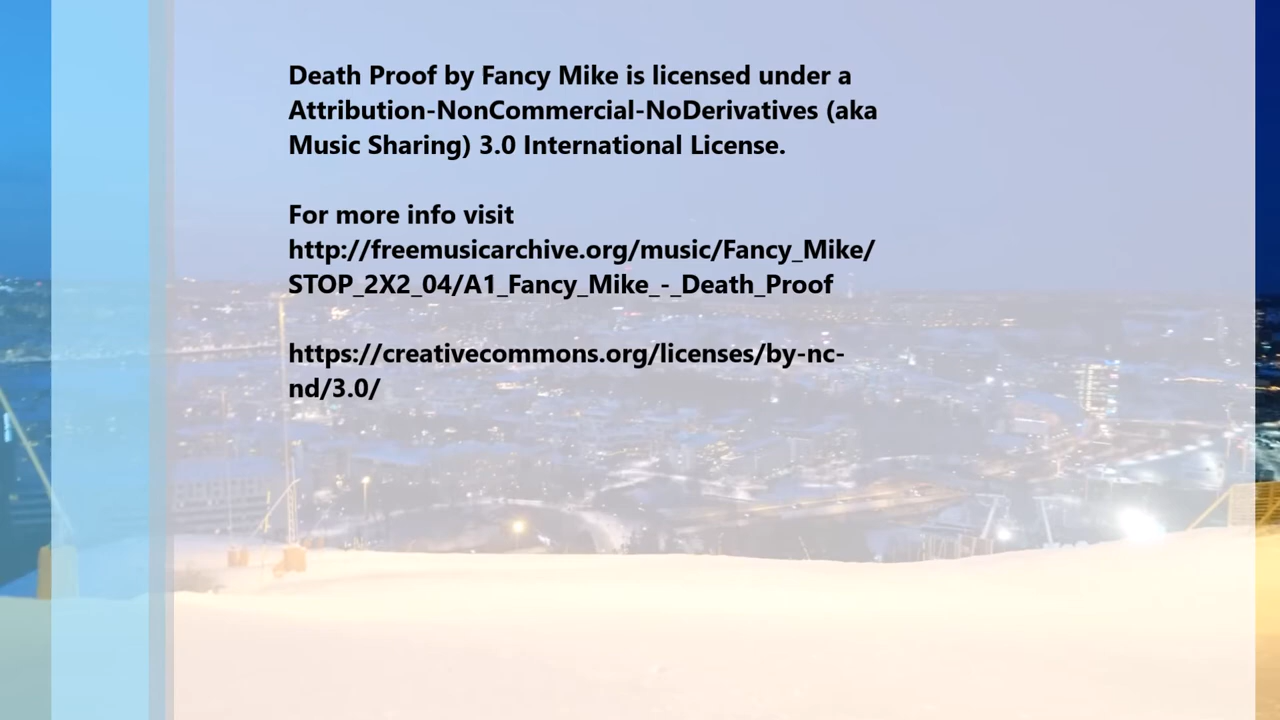 Death Proof by Fancy Mike is licensed under a
Attribution-NonCommercial-NoDerivatives (aka
Music Sharing) 3.0 International License.
For more info visit
http://freemusicarchive.org/music/Fancy_Mike/
STOP_2X2_04/A1_Fancy_Mike_-_Death_Proof
https://creativecommons.org/licenses/by-nc-
nd/3.0/